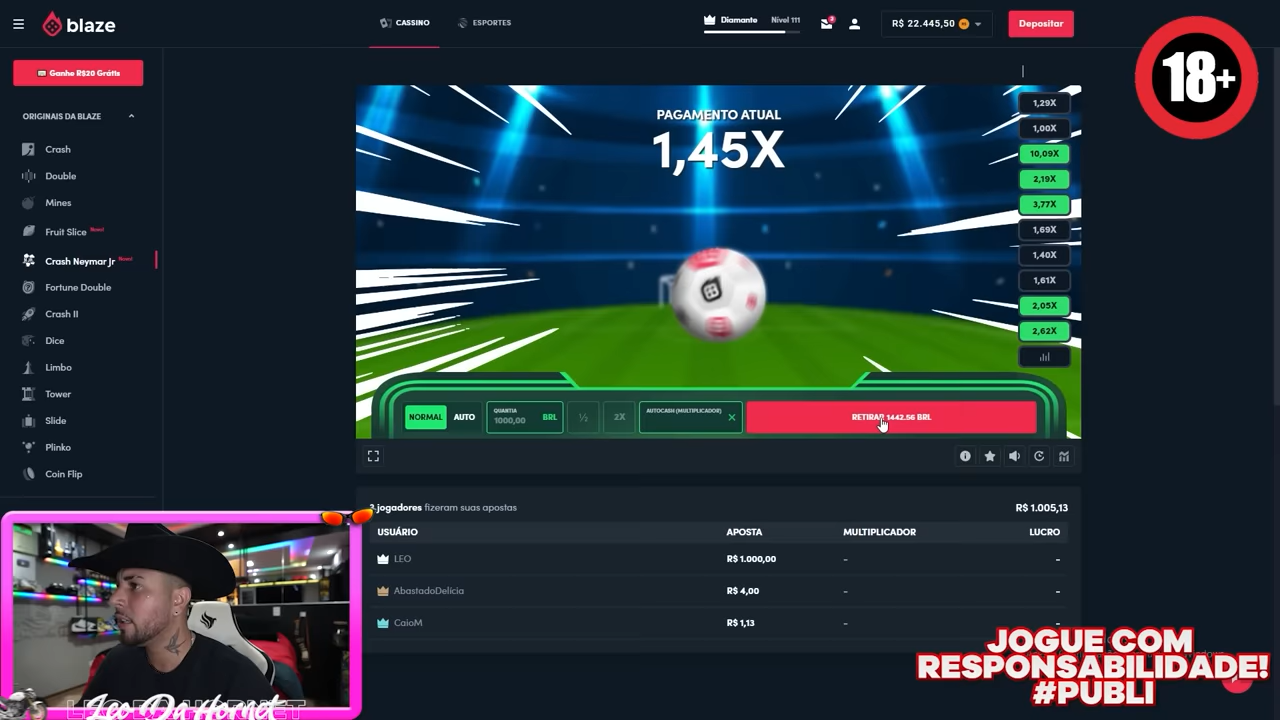 blaze
CASSINO
ESPORTES
Diamante Nível 111
R$ 22.445,50
Depositar
18+
Ganhe R$20 Grátis
ORIGINAIS DA BLAZE
Crash
Double
Mines
Fruit Slice
Crash Neymar Jr
Fortune Double
Crash II
Dice
Limbo
Tower
Slide
Plinko
Coin Flip
PAGAMENTO ATUAL
1,45X
1,29X
1,00X
10,09X
2,19X
3,77X
1,69X
1,40X
1,61X
2,05X
2,62X
NORMAL
AUTO
QUANTIA
1000,00 BRL
½
2X
AUTOCASH (MULTIPLICADOR)
RETIRAR 1442.56 BRL
jogadores fizeram suas apostas
R$ 1.005,13
USUÁRIO APOSTA MULTIPLICADOR LUCRO
LEO R$ 1.000,00 - -
AbastadoDelícia R$ 4,00 - -
CaioM R$ 1,13 - -
Leo Da Hornet
JOGUE COM
RESPONSABILIDADE!
#PUBLI